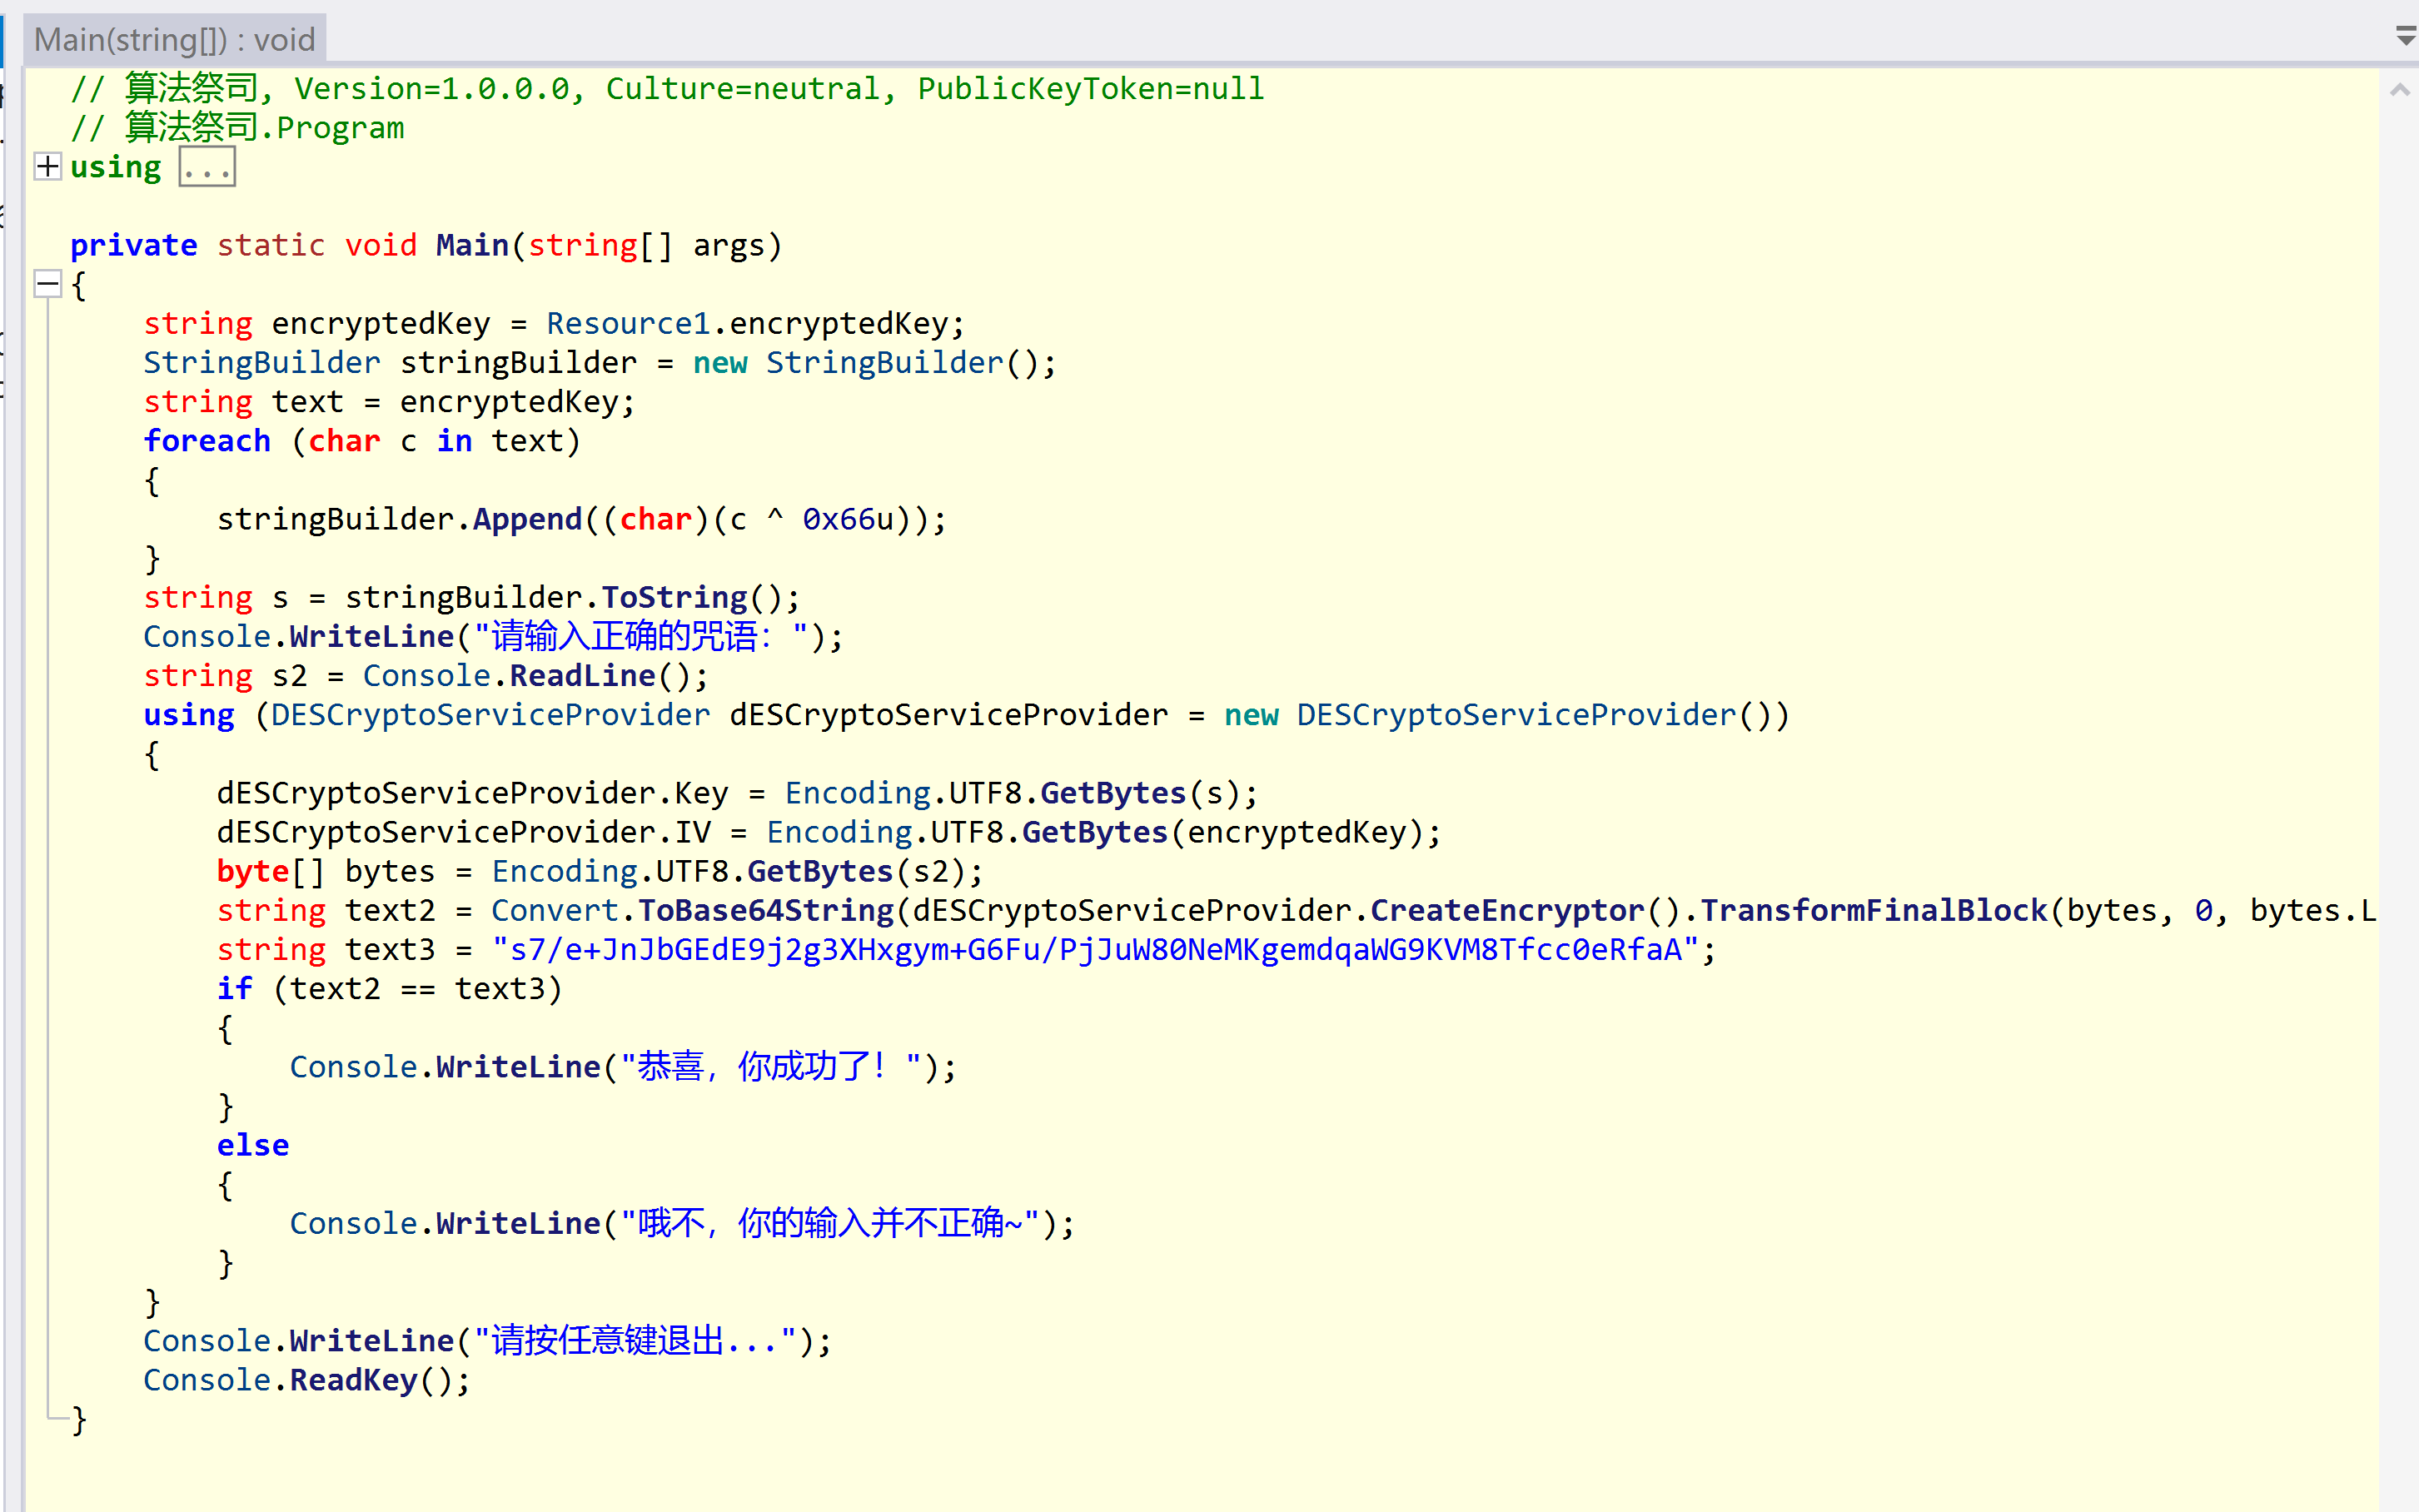 Main(string[]) : void
// 算法祭司, Version=1.0.0.0, Culture=neutral, PublicKeyToken=null
// 算法祭司.Program
using ...
private static void Main(string[] args)
{
string encryptedKey = Resource1.encryptedKey;
StringBuilder stringBuilder = new StringBuilder();
string text = encryptedKey;
foreach (char c in text)
{
stringBuilder.Append((char)(c ^ 0x66u));
}
string s = stringBuilder.ToString();
Console.WriteLine("请输入正确的咒语：");
string s2 = Console.ReadLine();
using (DESCryptoServiceProvider dESCryptoServiceProvider = new DESCryptoServiceProvider())
{
dESCryptoServiceProvider.Key = Encoding.UTF8.GetBytes(s);
dESCryptoServiceProvider.IV = Encoding.UTF8.GetBytes(encryptedKey);
byte[] bytes = Encoding.UTF8.GetBytes(s2);
string text2 = Convert.ToBase64String(dESCryptoServiceProvider.CreateEncryptor().TransformFinalBlock(bytes, 0, bytes.L
string text3 = "s7/e+JnJbGEdE9j2g3XHxgym+G6Fu/PjJuW80NeMKgemdqaWG9KVM8Tfcc0eRfaA";
if (text2 == text3)
{
Console.WriteLine("恭喜，你成功了！");
}
else
{
Console.WriteLine("哦不，你的输入并不正确~");
}
}
Console.WriteLine("请按任意键退出...");
Console.ReadKey();
}